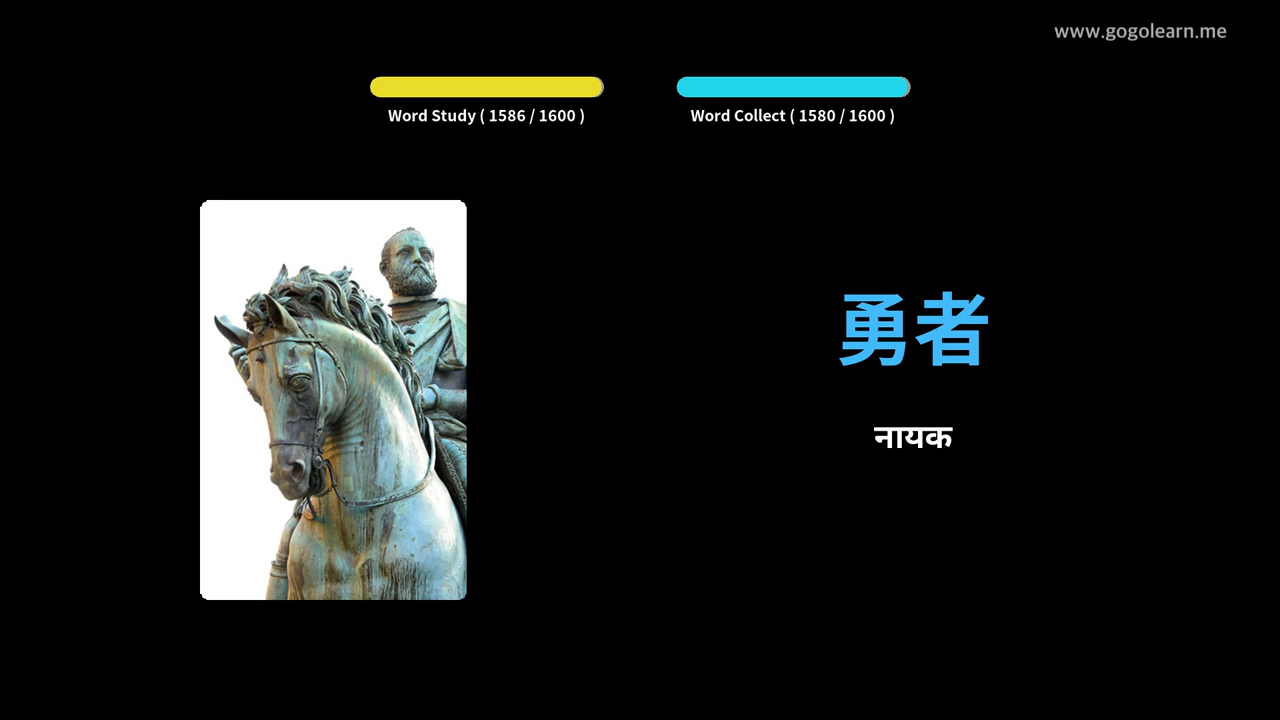 www.gogolearn.me
Word Study ( 1586 / 1600 )
Word Collect ( 1580 / 1600 )
勇者
नायक